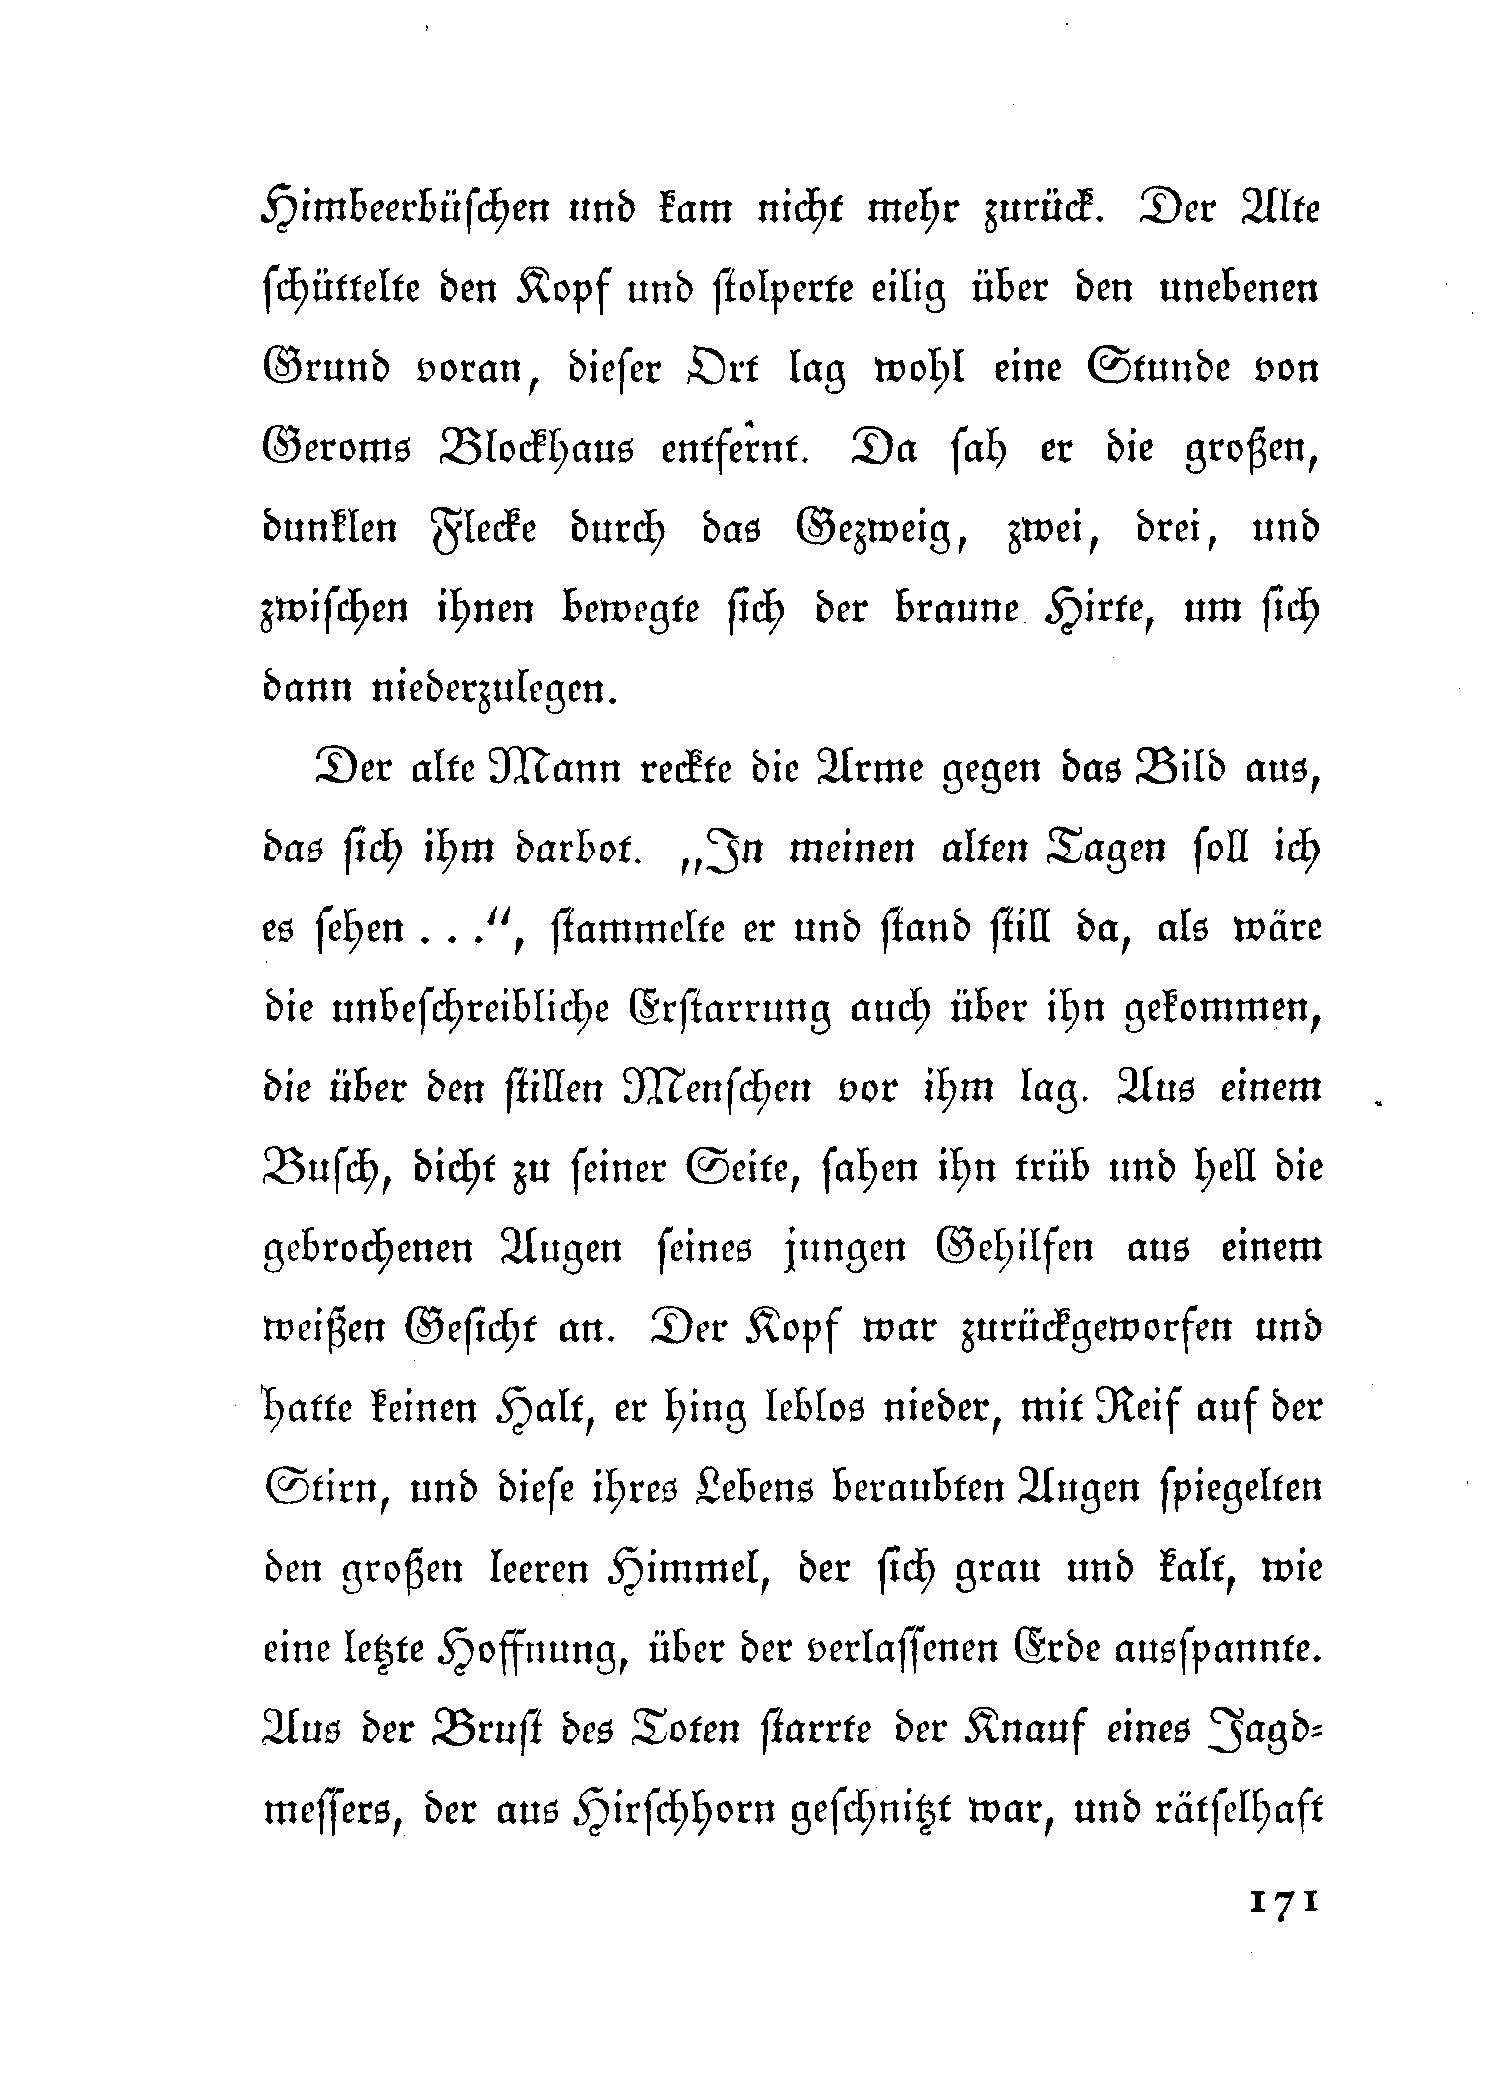 Himbeerbüſchen und kam nicht mehr zurück. Der Alte
ſchüttelte den Kopf und ſtolperte eilig über den unebenen
Grund voran, dieſer Ort lag wohl eine Stunde von
Geroms Blockhaus entfernt. Da ſah er die großen,
dunklen Flecke durch das Gezweig, zwei, drei, und
zwiſchen ihnen bewegte ſich der braune Hirte, um ſich
dann niederzulegen.
Der alte Mann reckte die Arme gegen das Bild aus,
das ſich ihm darbot. „In meinen alten Tagen ſoll ich
es ſehen . . .“, ſtammelte er und ſtand ſtill da, als wäre
die unbeſchreibliche Erſtarrung auch über ihn gekommen,
die über den ſtillen Menſchen vor ihm lag. Aus einem
Buſch, dicht zu ſeiner Seite, ſahen ihn trüb und hell die
gebrochenen Augen ſeines jungen Gehilfen aus einem
weißen Geſicht an. Der Kopf war zurückgeworfen und
hatte keinen Halt, er hing leblos nieder, mit Reif auf der
Stirn, und dieſe ihres Lebens beraubten Augen ſpiegelten
den großen leeren Himmel, der ſich grau und kalt, wie
eine letzte Hoffnung, über der verlaſſenen Erde ausſpannte.
Aus der Bruſt des Toten ſtarrte der Knauf eines Jagd-
meſſers, der aus Hirſchhorn geſchnitzt war, und rätſelhaft
171